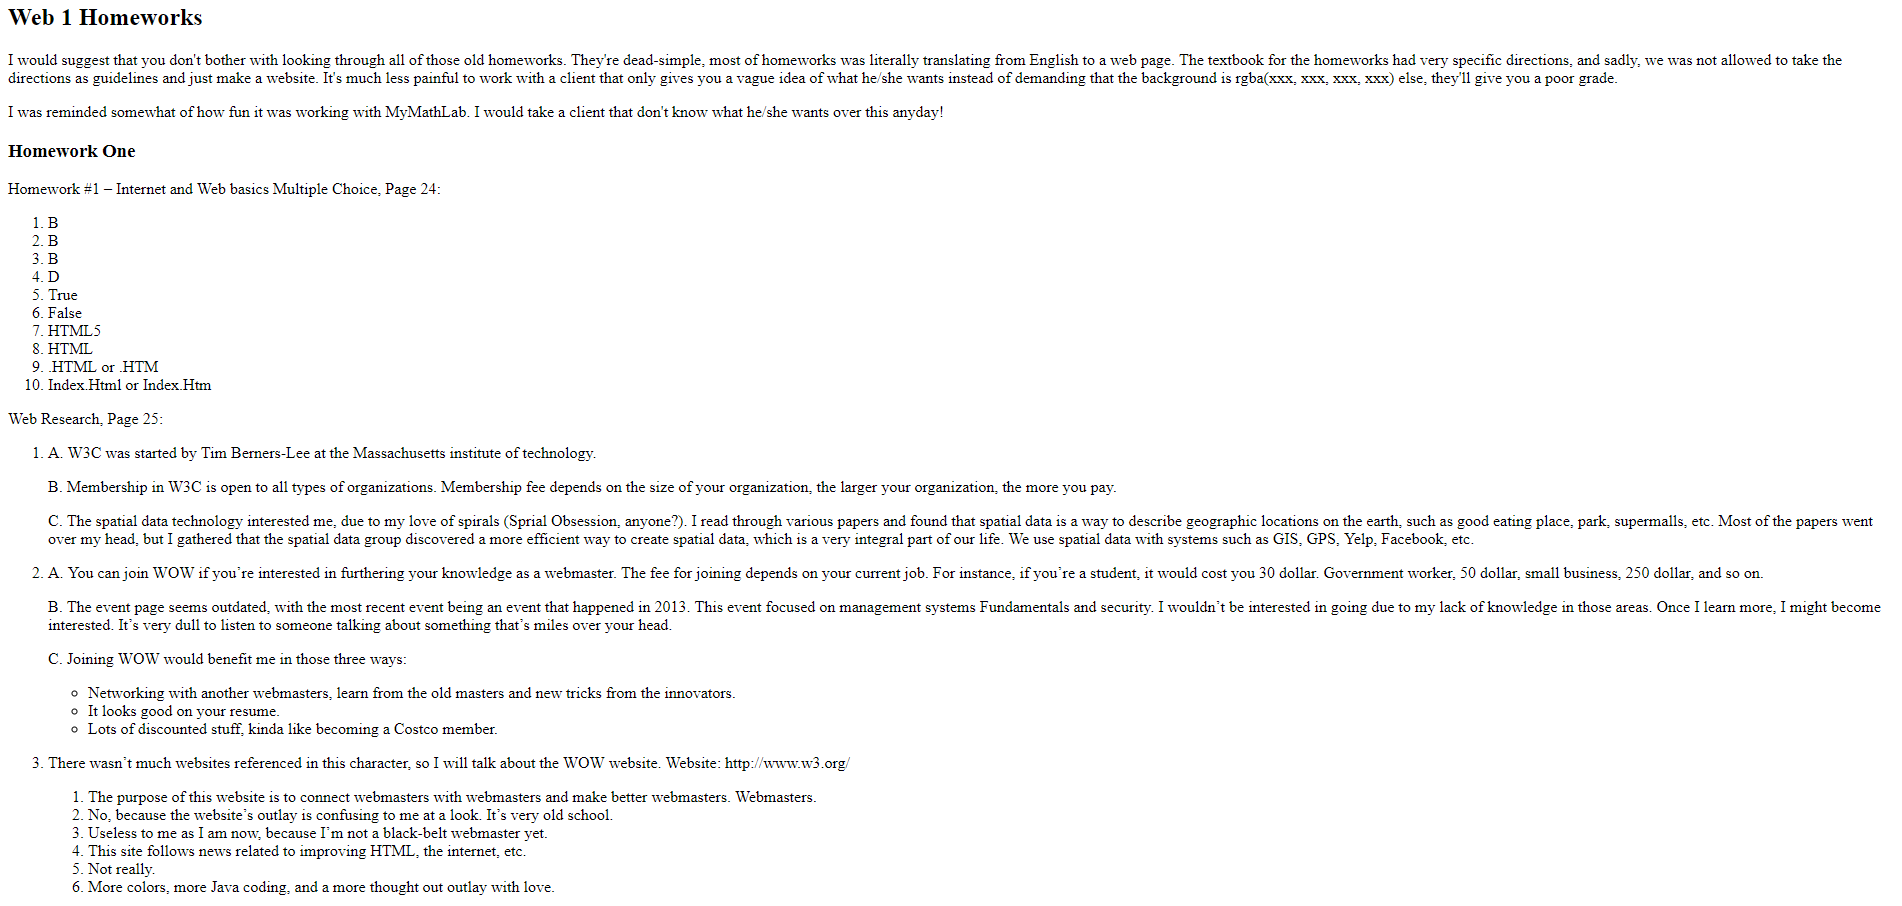 Web 1 Homeworks
I would suggest that you don't bother with looking through all of those old homeworks. They're dead-simple, most of homeworks was literally translating from English to a web page. The textbook for the homeworks had very specific directions, and sadly, we was not allowed to take the
directions as guidelines and just make a website. It's much less painful to work with a client that only gives you a vague idea of what he/she wants instead of demanding that the background is rgba(xxx, xxx, xxx, xxx) else, they'll give you a poor grade.
I was reminded somewhat of how fun it was working with MyMathLab. I would take a client that don't know what he/she wants over this anyday!
Homework One
Homework #1 – Internet and Web basics Multiple Choice, Page 24:
1. B
2. B
3. B
4. D
5. True
6. False
7. HTML5
8. HTML
9. .HTML or .HTM
10. Index.Html or Index.Htm
Web Research, Page 25:
1. A. W3C was started by Tim Berners-Lee at the Massachusetts institute of technology.
B. Membership in W3C is open to all types of organizations. Membership fee depends on the size of your organization, the larger your organization, the more you pay.
C. The spatial data technology interested me, due to my love of spirals (Sprial Obsession, anyone?). I read through various papers and found that spatial data is a way to describe geographic locations on the earth, such as good eating place, park, supermalls, etc. Most of the papers went
over my head, but I gathered that the spatial data group discovered a more efficient way to create spatial data, which is a very integral part of our life. We use spatial data with systems such as GIS, GPS, Yelp, Facebook, etc.
2. A. You can join WOW if you’re interested in furthering your knowledge as a webmaster. The fee for joining depends on your current job. For instance, if you’re a student, it would cost you 30 dollar. Government worker, 50 dollar, small business, 250 dollar, and so on.
B. The event page seems outdated, with the most recent event being an event that happened in 2013. This event focused on management systems Fundamentals and security. I wouldn’t be interested in going due to my lack of knowledge in those areas. Once I learn more, I might become
interested. It’s very dull to listen to someone talking about something that’s miles over your head.
C. Joining WOW would benefit me in those three ways:
◦ Networking with another webmasters, learn from the old masters and new tricks from the innovators.
◦ It looks good on your resume.
◦ Lots of discounted stuff, kinda like becoming a Costco member.
3. There wasn’t much websites referenced in this character, so I will talk about the WOW website. Website: http://www.w3.org/
1. The purpose of this website is to connect webmasters with webmasters and make better webmasters. Webmasters.
2. No, because the website’s outlay is confusing to me at a look. It’s very old school.
3. Useless to me as I am now, because I’m not a black-belt webmaster yet.
4. This site follows news related to improving HTML, the internet, etc.
5. Not really.
6. More colors, more Java coding, and a more thought out outlay with love.